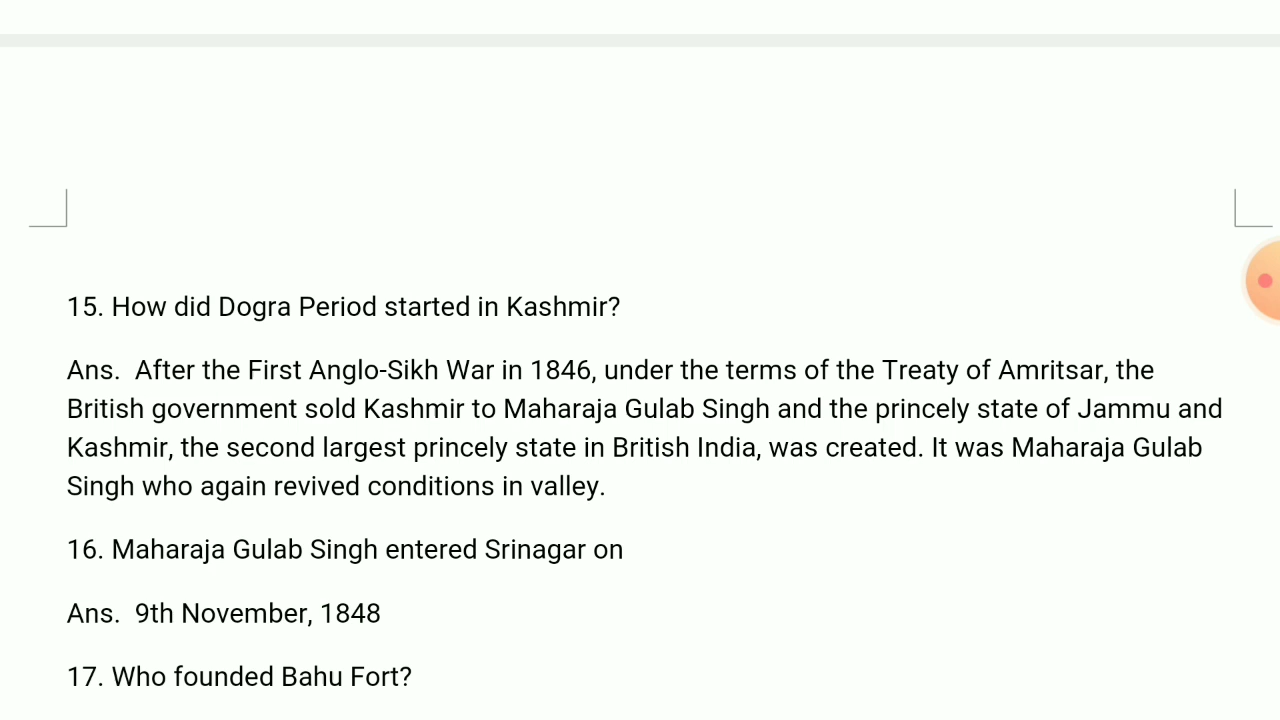 15. How did Dogra Period started in Kashmir?
Ans.  After the First Anglo-Sikh War in 1846, under the terms of the Treaty of Amritsar, the
British government sold Kashmir to Maharaja Gulab Singh and the princely state of Jammu and
Kashmir, the second largest princely state in British India, was created. It was Maharaja Gulab
Singh who again revived conditions in valley.
16. Maharaja Gulab Singh entered Srinagar on
Ans.  9th November, 1848
17. Who founded Bahu Fort?